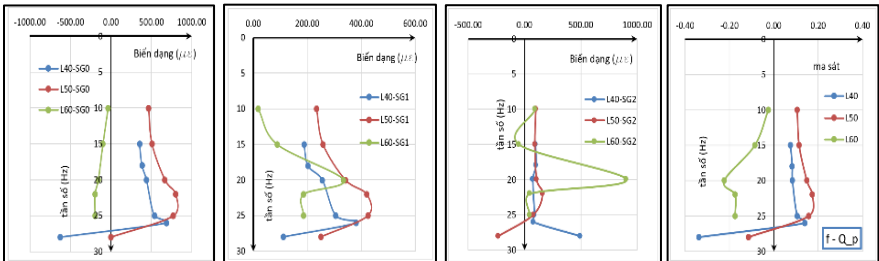 -1000.00 -500.00 0.00 500.00 1000.00
0
Biến dạng (με)
5
L40-SG0
L50-SG0
L60-SG0
10
15
20
25
30
tần số (Hz)
0.00 200.00 400.00 600.00 800.00
0
Biến dạng (με)
5
L40-SG1
L50-SG1
L60-SG1
10
15
20
25
30
tần số (Hz)
-500.00 0.00 500.00 1000.00
0
Biến dạng (με)
5
L40-SG2
L50-SG2
L60-SG2
10
15
20
25
30
tần số (Hz)
-0.40 -0.20 0.00 0.20 0.40
0
ma sát
5
L40
L50
L60
10
15
20
25
30
tần số (Hz)
f - Q_p